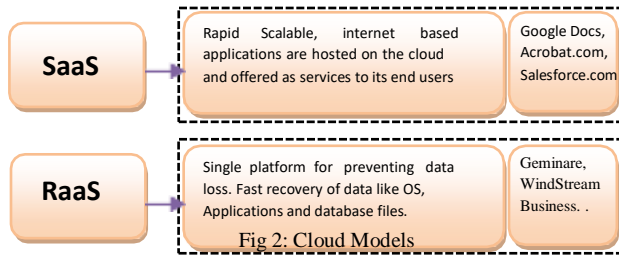 SaaS
Rapid Scalable, internet based
applications are hosted on the cloud
and offered as services to its end users
Google Docs,
Acrobat.com,
Salesforce.com
RaaS
Single platform for preventing data
loss. Fast recovery of data like OS,
Applications and database files.
Geminare,
WindStream
Business. .
Fig 2: Cloud Models